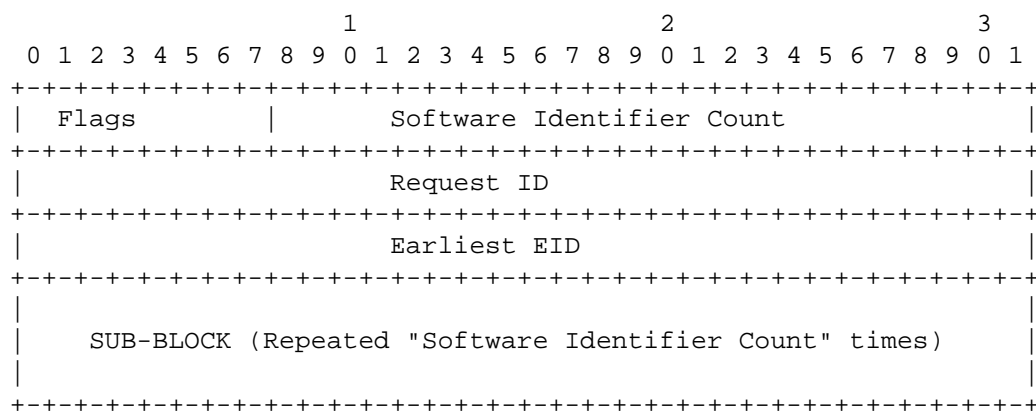 1                   2                   3
 0 1 2 3 4 5 6 7 8 9 0 1 2 3 4 5 6 7 8 9 0 1 2 3 4 5 6 7 8 9 0 1
+-+-+-+-+-+-+-+-+-+-+-+-+-+-+-+-+-+-+-+-+-+-+-+-+-+-+-+-+-+-+-+-+
|  Flags        |       Software Identifier Count               |
+-+-+-+-+-+-+-+-+-+-+-+-+-+-+-+-+-+-+-+-+-+-+-+-+-+-+-+-+-+-+-+-+
|                       Request ID                              |
+-+-+-+-+-+-+-+-+-+-+-+-+-+-+-+-+-+-+-+-+-+-+-+-+-+-+-+-+-+-+-+-+
|                       Earliest EID                            |
+-+-+-+-+-+-+-+-+-+-+-+-+-+-+-+-+-+-+-+-+-+-+-+-+-+-+-+-+-+-+-+-+
|                                                               |
|    SUB-BLOCK (Repeated "Software Identifier Count" times)     |
|                                                               |
+-+-+-+-+-+-+-+-+-+-+-+-+-+-+-+-+-+-+-+-+-+-+-+-+-+-+-+-+-+-+-+-+